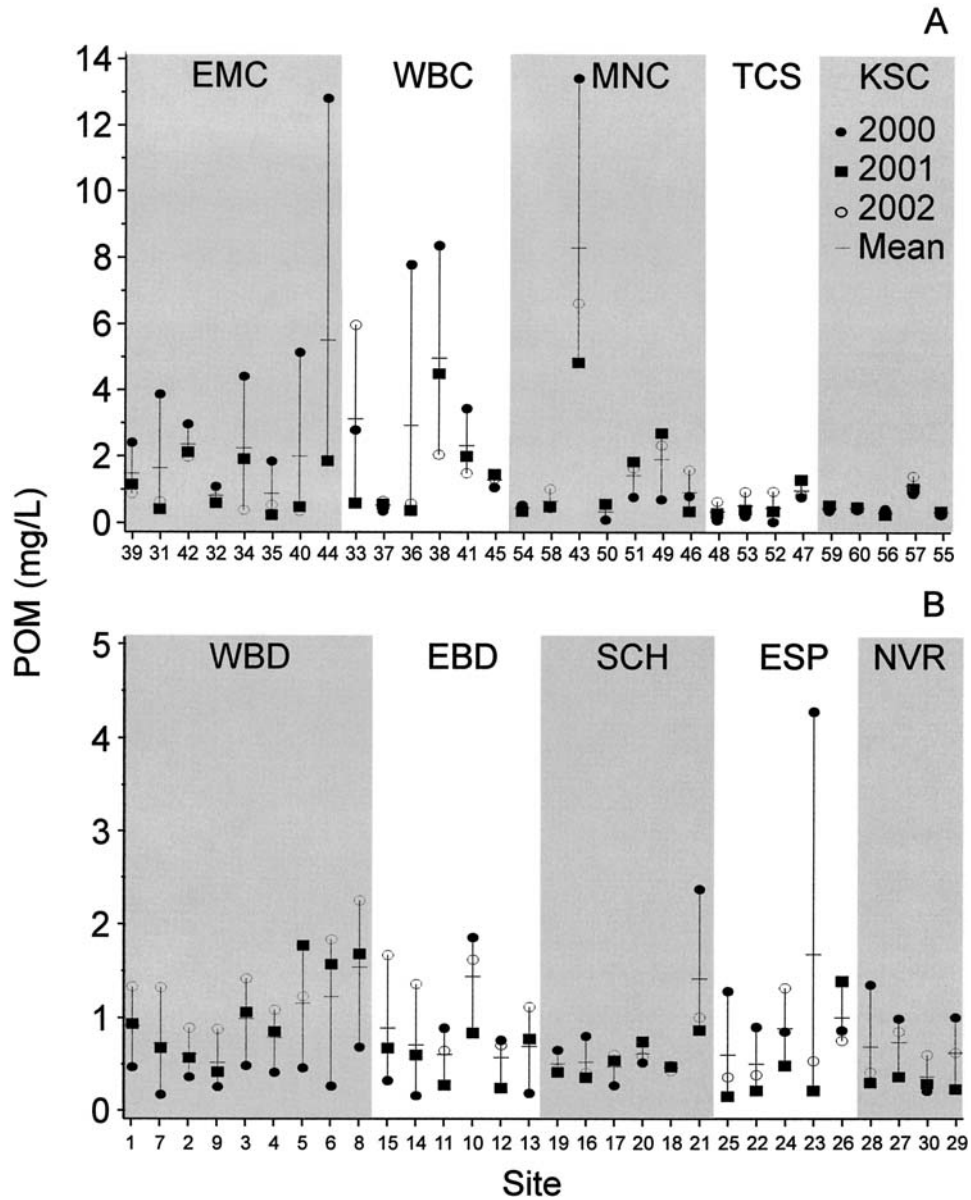 A
EMC WBC MNC TCS KSC
2000
2001
2002
Mean
14
12
10
8
6
4
2
0
39 31 42 32 34 35 40 44 33 37 36 38 41 45 54 58 43 50 51 49 46 48 53 52 47 59 60 56 57 55
POM (mg/L)
B
WBD EBD SCH ESP NVR
5
4
3
2
1
0
1 7 2 9 3 4 5 6 8 15 14 11 10 12 13 19 16 17 20 18 21 25 22 24 23 26 28 27 30 29
Site